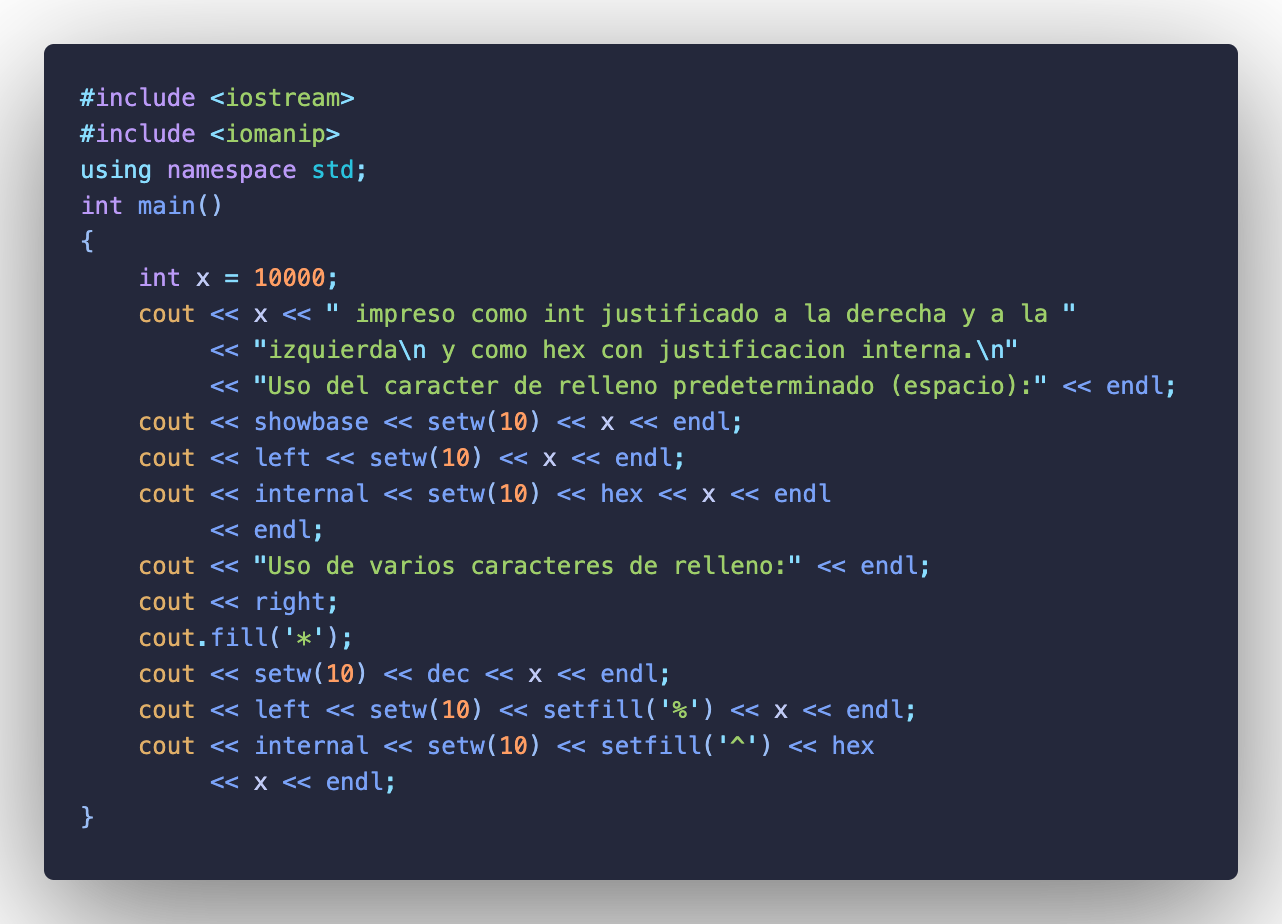 #include <iostream>
#include <iomanip>
using namespace std;
int main()
{
    int x = 10000;
    cout << x << " impreso como int justificado a la derecha y a la "
         << "izquierda\n y como hex con justificacion interna.\n"
         << "Uso del caracter de relleno predeterminado (espacio):" << endl;
    cout << showbase << setw(10) << x << endl;
    cout << left << setw(10) << x << endl;
    cout << internal << setw(10) << hex << x << endl
         << endl;
    cout << "Uso de varios caracteres de relleno:" << endl;
    cout << right;
    cout.fill('*');
    cout << setw(10) << dec << x << endl;
    cout << left << setw(10) << setfill('%') << x << endl;
    cout << internal << setw(10) << setfill('^') << hex
         << x << endl;
}